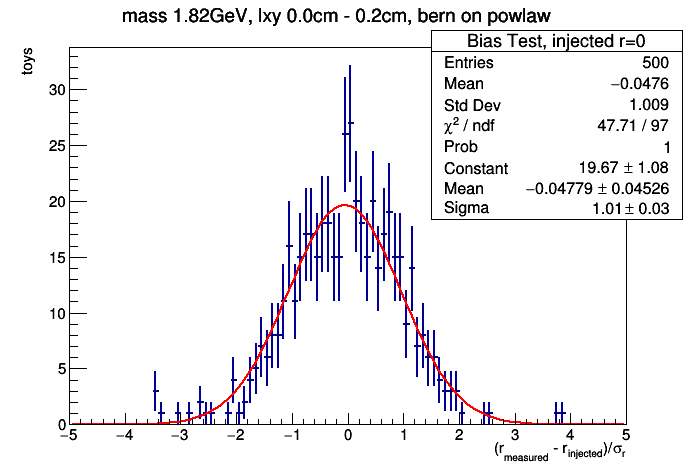 mass 1.82GeV, lxy 0.0cm - 0.2cm, bern on powlaw
Bias Test, injected r=0
Entries 500
Mean −0.0476
Std Dev 1.009
χ² / ndf 47.71 / 97
Prob 1
Constant 19.67 ± 1.08
Mean −0.04779 ± 0.04526
Sigma 1.01 ± 0.03
toys
30
25
20
15
10
5
0
−5 −4 −3 −2 −1 0 1 2 3 4 5
(r_measured - r_injected)/σ_r